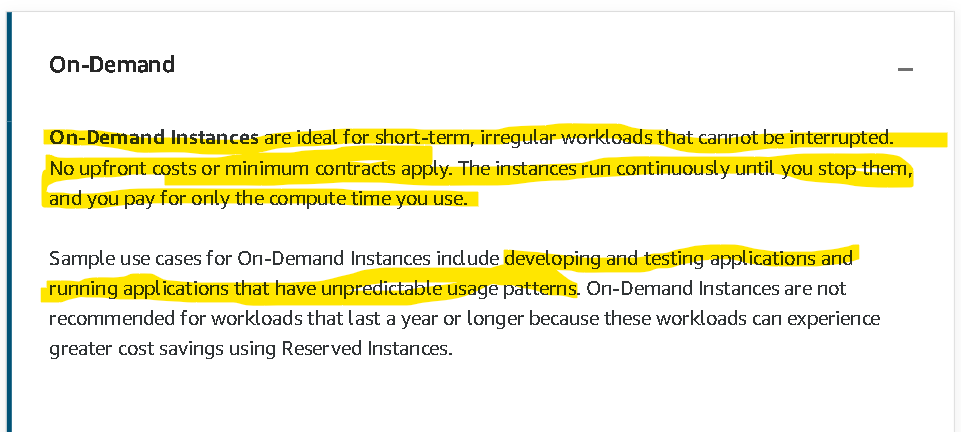 On-Demand
On-Demand Instances are ideal for short-term, irregular workloads that cannot be interrupted.
No upfront costs or minimum contracts apply. The instances run continuously until you stop them,
and you pay for only the compute time you use.
Sample use cases for On-Demand Instances include developing and testing applications and
running applications that have unpredictable usage patterns. On-Demand Instances are not
recommended for workloads that last a year or longer because these workloads can experience
greater cost savings using Reserved Instances.